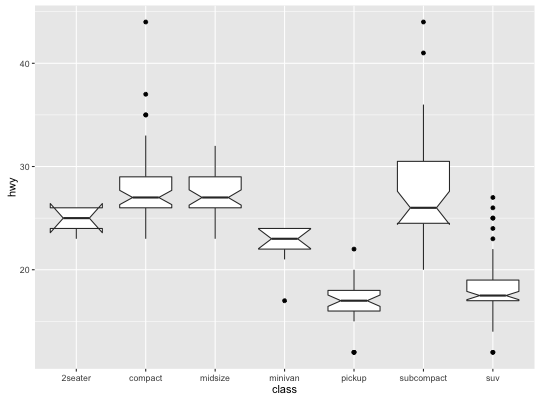 hwy
40
30
20
2seater compact midsize minivan pickup subcompact suv
class